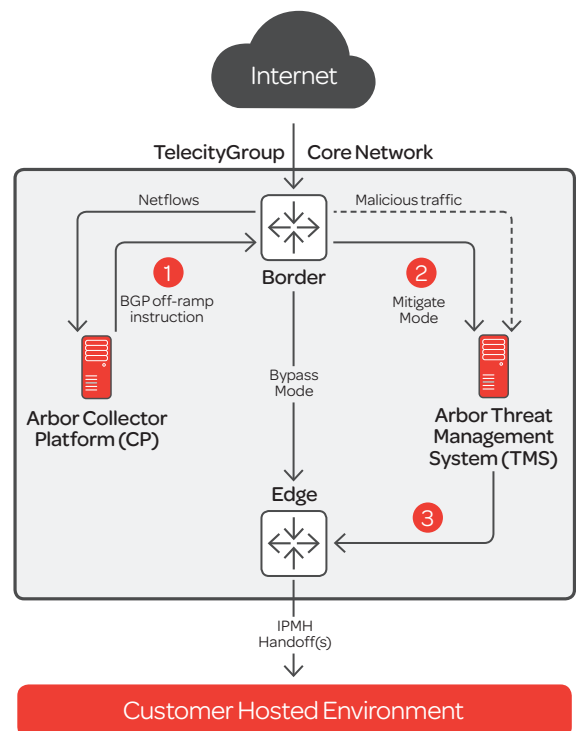 Internet
TelecityGroup Core Network
Netflows
Malicious traffic
Border
1
BGP off-ramp
instruction
2
Mitigate
Mode
Bypass
Mode
Arbor Collector
Platform (CP)
Arbor Threat
Management
System (TMS)
Edge
3
IPMH
Handoff(s)
Customer Hosted Environment